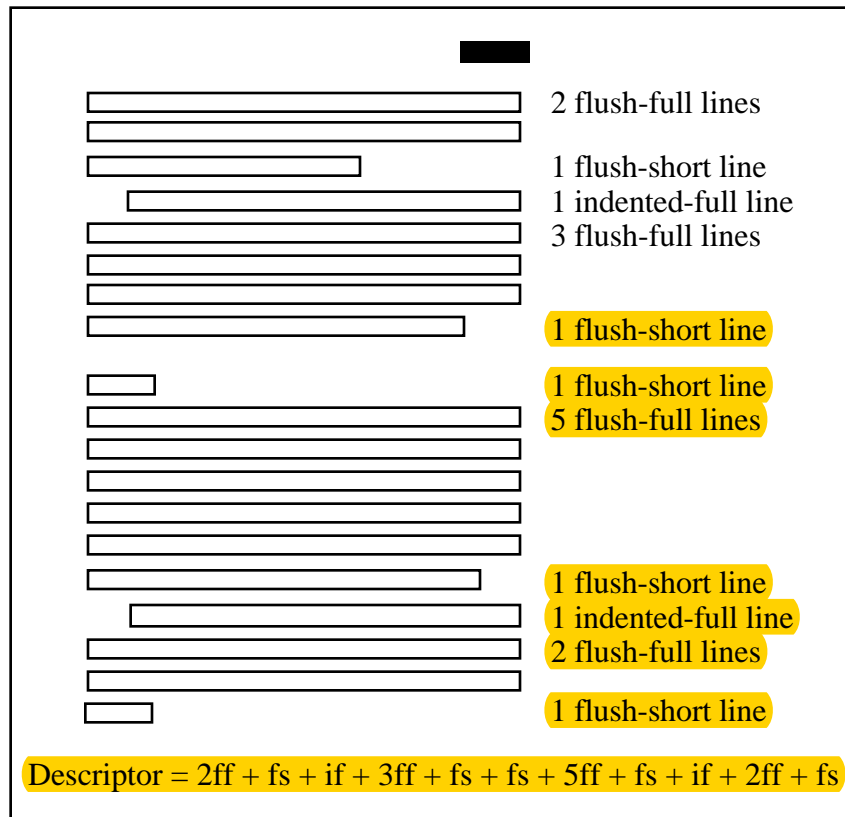 2 flush-full lines
1 flush-short line
1 indented-full line
3 flush-full lines
1 flush-short line
1 flush-short line
5 flush-full lines
1 flush-short line
1 indented-full line
2 flush-full lines
1 flush-short line
Descriptor = 2ff + fs + if + 3ff + fs + fs + 5ff + fs + if + 2ff + fs